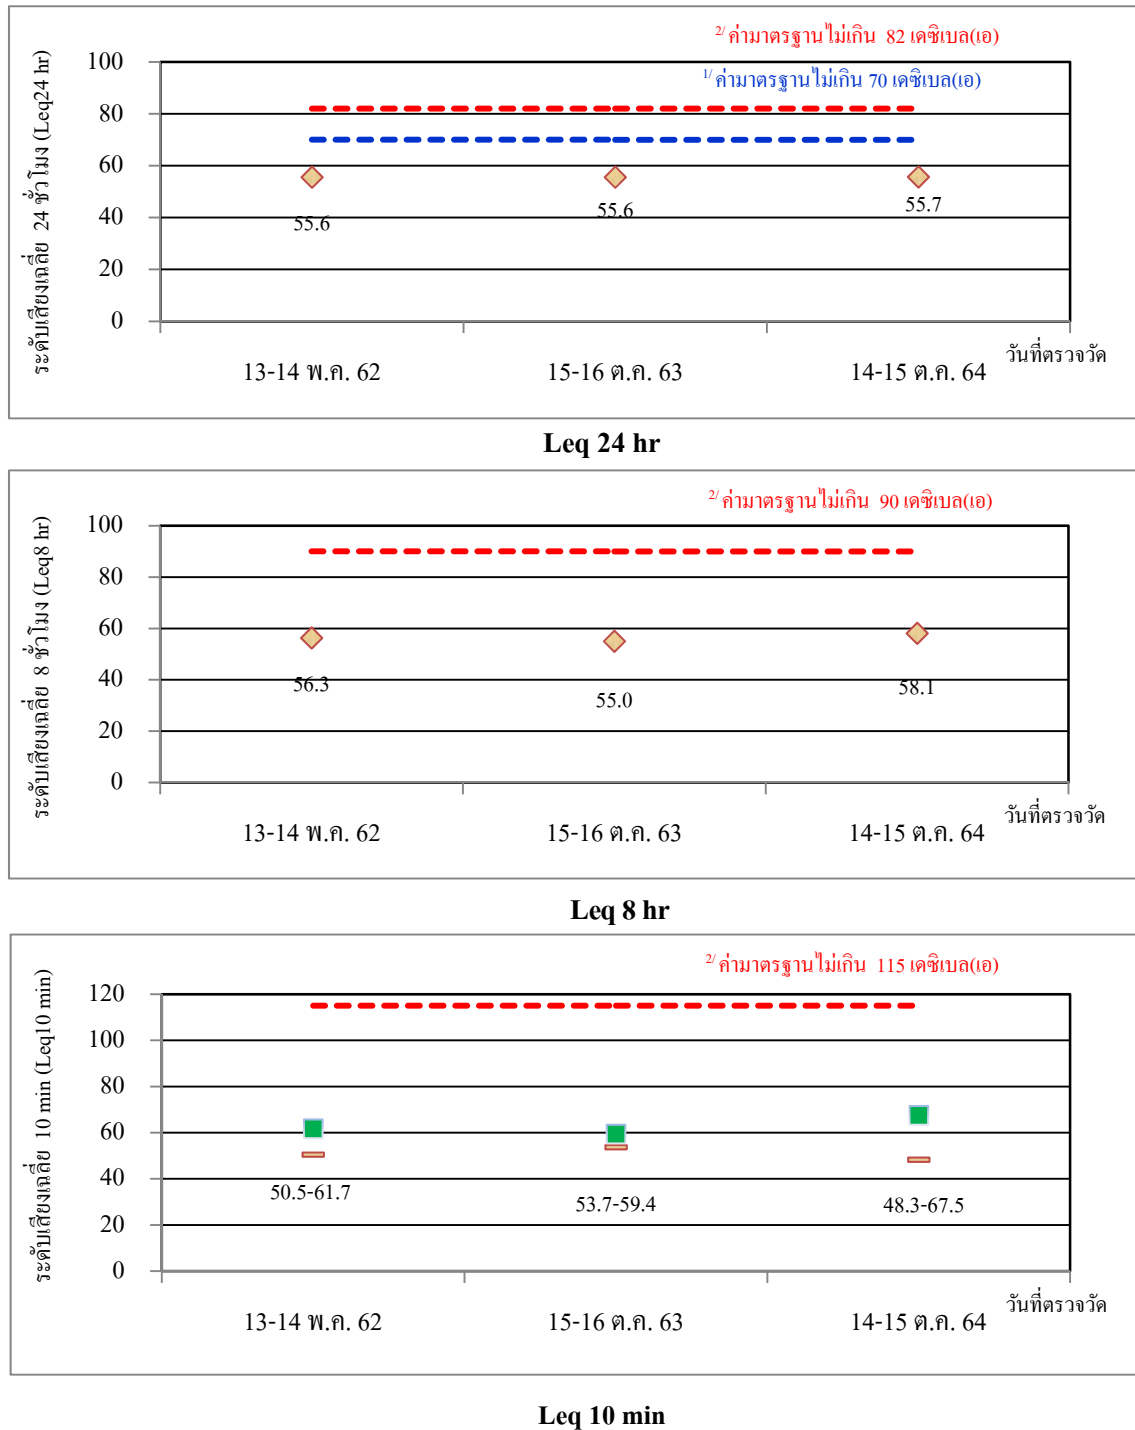 2/ ค่ามาตรฐานไม่เกิน 82 เดซิเบล(เอ)
1/ ค่ามาตรฐานไม่เกิน 70 เดซิเบล(เอ)
ระดับเสียงเฉลี่ย 24 ชั่วโมง (Leq24 hr)
100
80
60
40
20
0
55.6
55.6
55.7
13-14 พ.ค. 62
15-16 ต.ค. 63
14-15 ต.ค. 64
วันที่ตรวจวัด
Leq 24 hr
2/ ค่ามาตรฐานไม่เกิน 90 เดซิเบล(เอ)
ระดับเสียงเฉลี่ย 8 ชั่วโมง (Leq8 hr)
100
80
60
40
20
0
56.3
55.0
58.1
13-14 พ.ค. 62
15-16 ต.ค. 63
14-15 ต.ค. 64
วันที่ตรวจวัด
Leq 8 hr
2/ ค่ามาตรฐานไม่เกิน 115 เดซิเบล(เอ)
ระดับเสียงเฉลี่ย 10 min (Leq10 min)
120
100
80
60
40
20
0
50.5-61.7
53.7-59.4
48.3-67.5
13-14 พ.ค. 62
15-16 ต.ค. 63
14-15 ต.ค. 64
วันที่ตรวจวัด
Leq 10 min